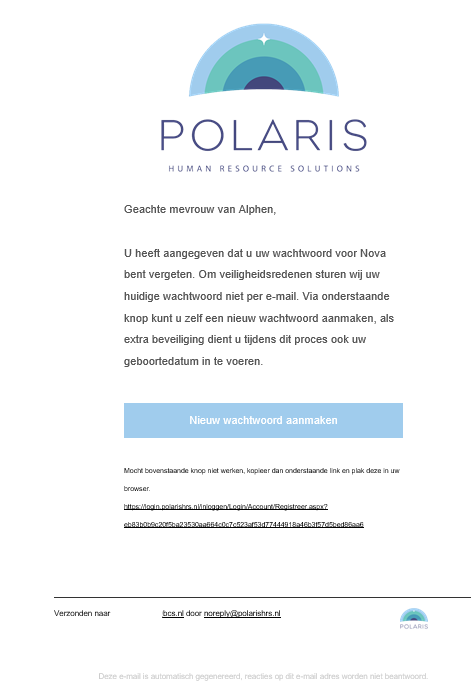 POLARIS
HUMAN RESOURCE SOLUTIONS
Geachte mevrouw van Alphen,
U heeft aangegeven dat u uw wachtwoord voor Nova
bent vergeten. Om veiligheidsredenen sturen wij uw
huidige wachtwoord niet per e-mail. Via onderstaande
knop kunt u zelf een nieuw wachtwoord aanmaken, als
extra beveiliging dient u tijdens dit proces ook uw
geboortedatum in te voeren.
Nieuw wachtwoord aanmaken
Mocht bovenstaande knop niet werken, kopieer dan onderstaande link en plak deze in uw
browser.
https://login.polarishrs.nl/inloggen/Login/Account/Registreer.aspx?
eb83b0b9c20f5ba23530aa664c0c7c523af53d77444918a46b3f57d5bed86aa6
Verzonden naar bcs.nl door noreply@polarishrs.nl
POLARIS
Deze e-mail is automatisch gegenereerd, reacties op dit e-mail adres worden niet beantwoord.